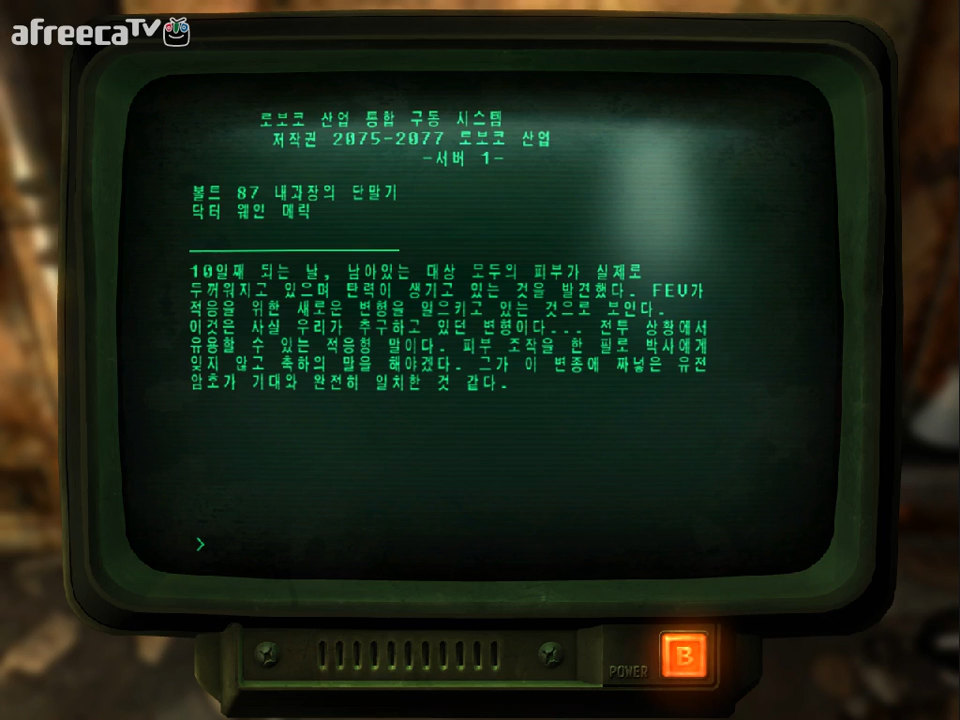 afreecaTV
로보코 산업 통합 구동 시스템
저작권 2075-2077 로보코 산업
-서버 1-
볼트 87 내과장의 단말기
닥터 웨인 메릭
10일째 되는 날, 남아있는 대상 모두의 피부가 실제로
두꺼워지고 있으며 탄력이 생기고 있는 것을 발견했다. FEV가
적응을 위한 새로운 변형을 일으키고 있는 것으로 보인다.
이것은 사실 우리가 추구하고 있던 변형이다... 전투 상황에서
유용할 수 있는 적응형 말이다. 피부 조작을 한 필로 박사에게
잊지 않고 축하의 말을 해야겠다. 그가 이 변종에 짜넣은 유전
암호가 기대와 완전히 일치한 것 같다.
>
POWER B